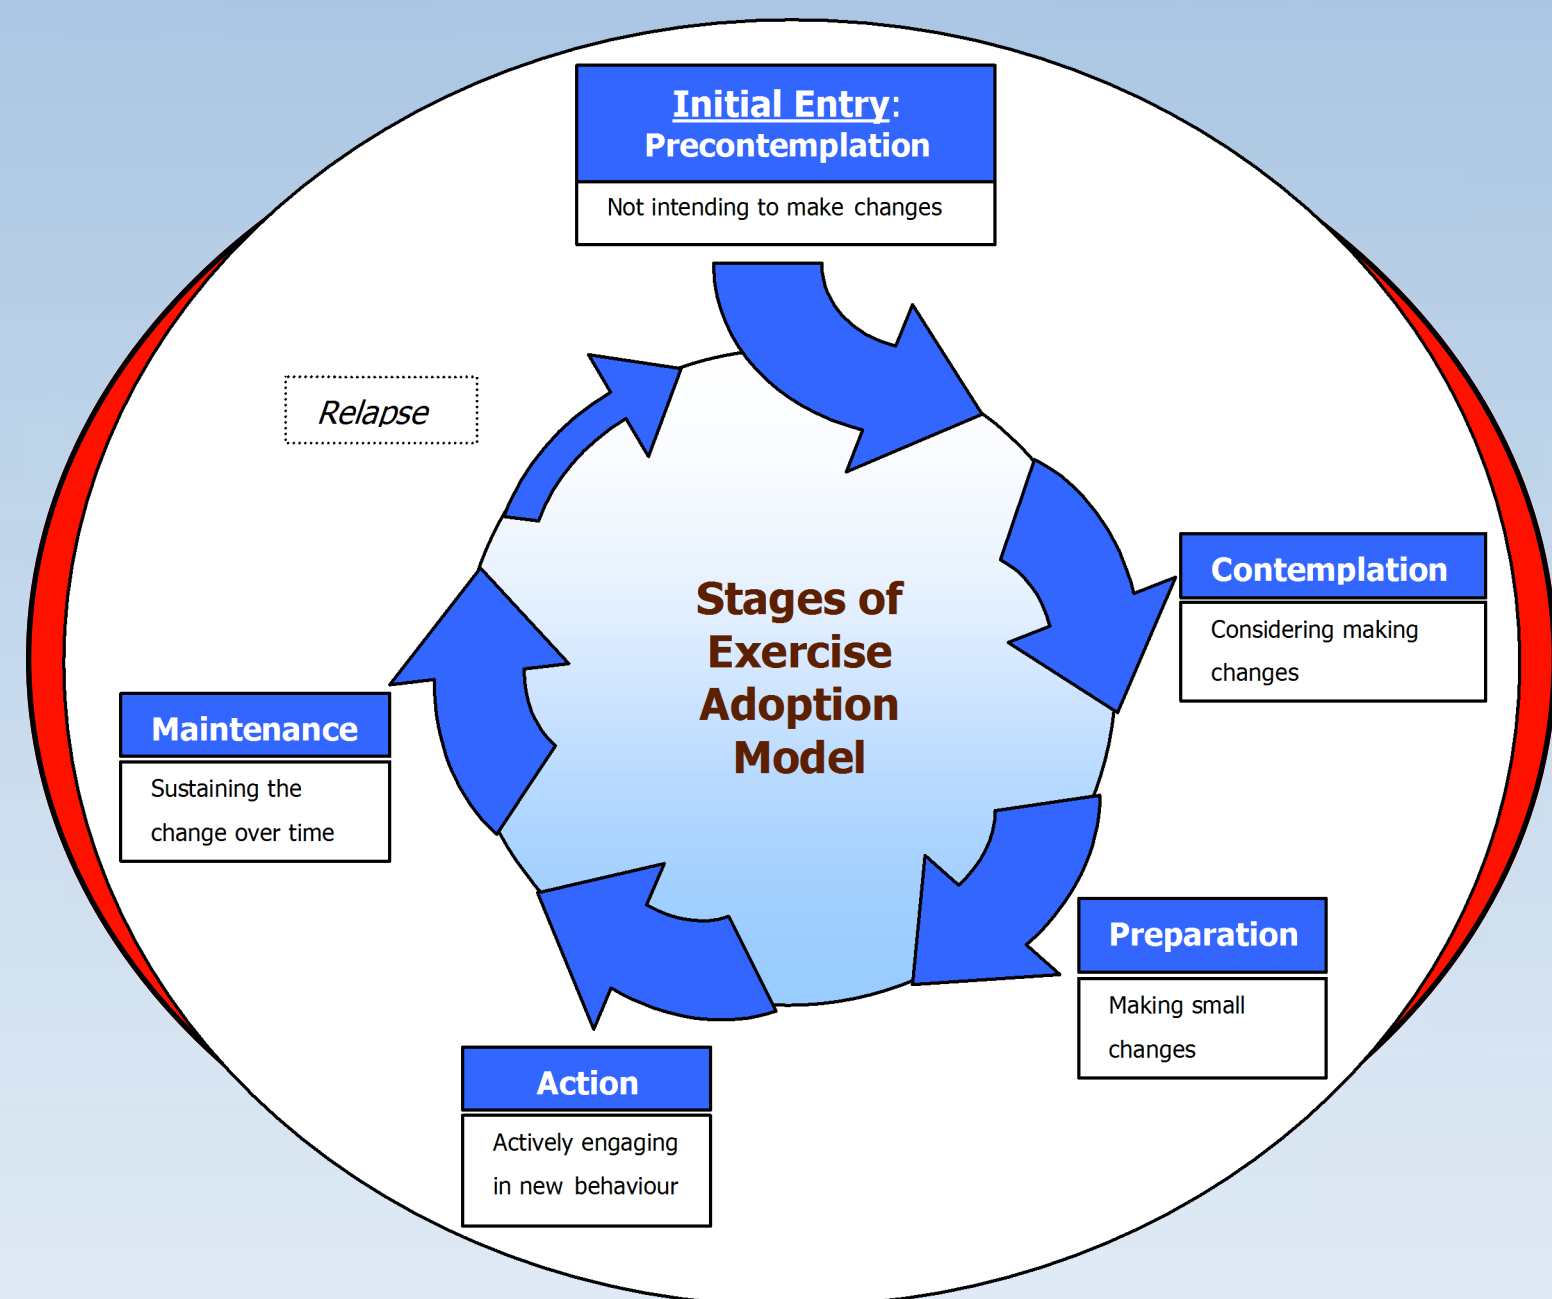 Initial Entry:
Precontemplation
Not intending to make changes
Relapse
Stages of
Exercise
Adoption
Model
Contemplation
Considering making
changes
Maintenance
Sustaining the
change over time
Preparation
Making small
changes
Action
Actively engaging
in new behaviour